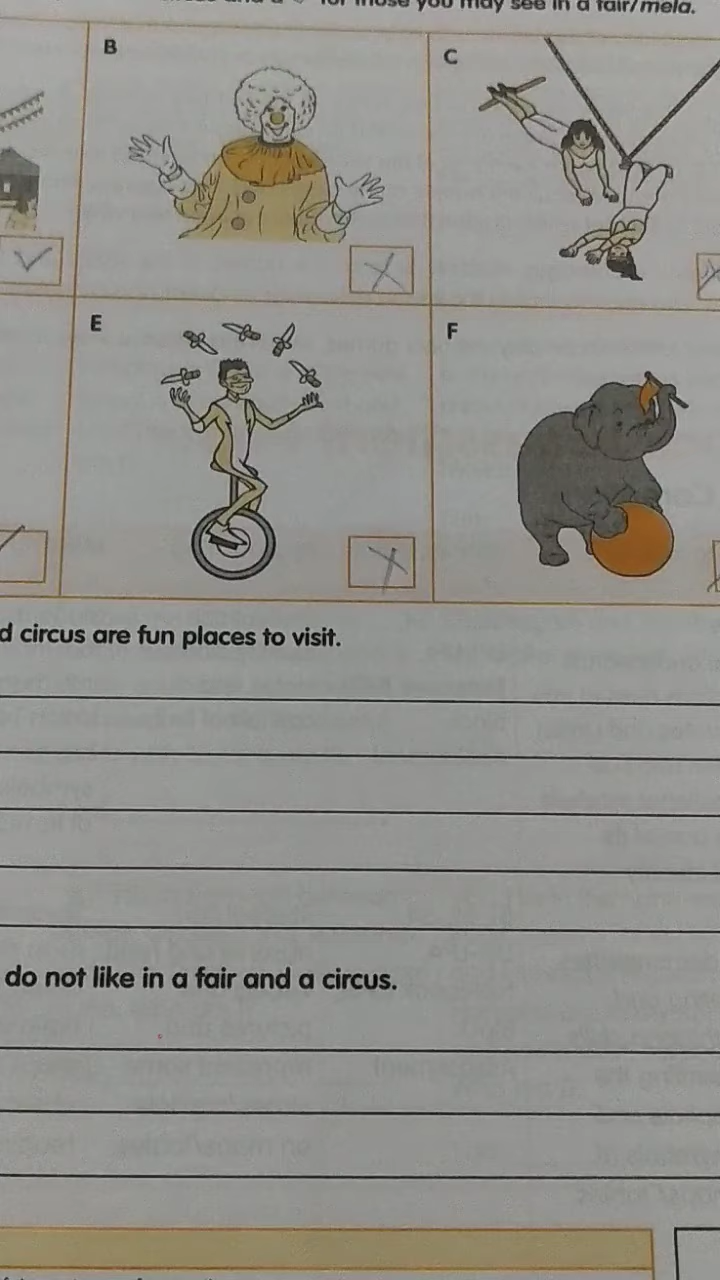 for those you may see in a fair/mela.
B
C
E
F
d circus are fun places to visit.
do not like in a fair and a circus.